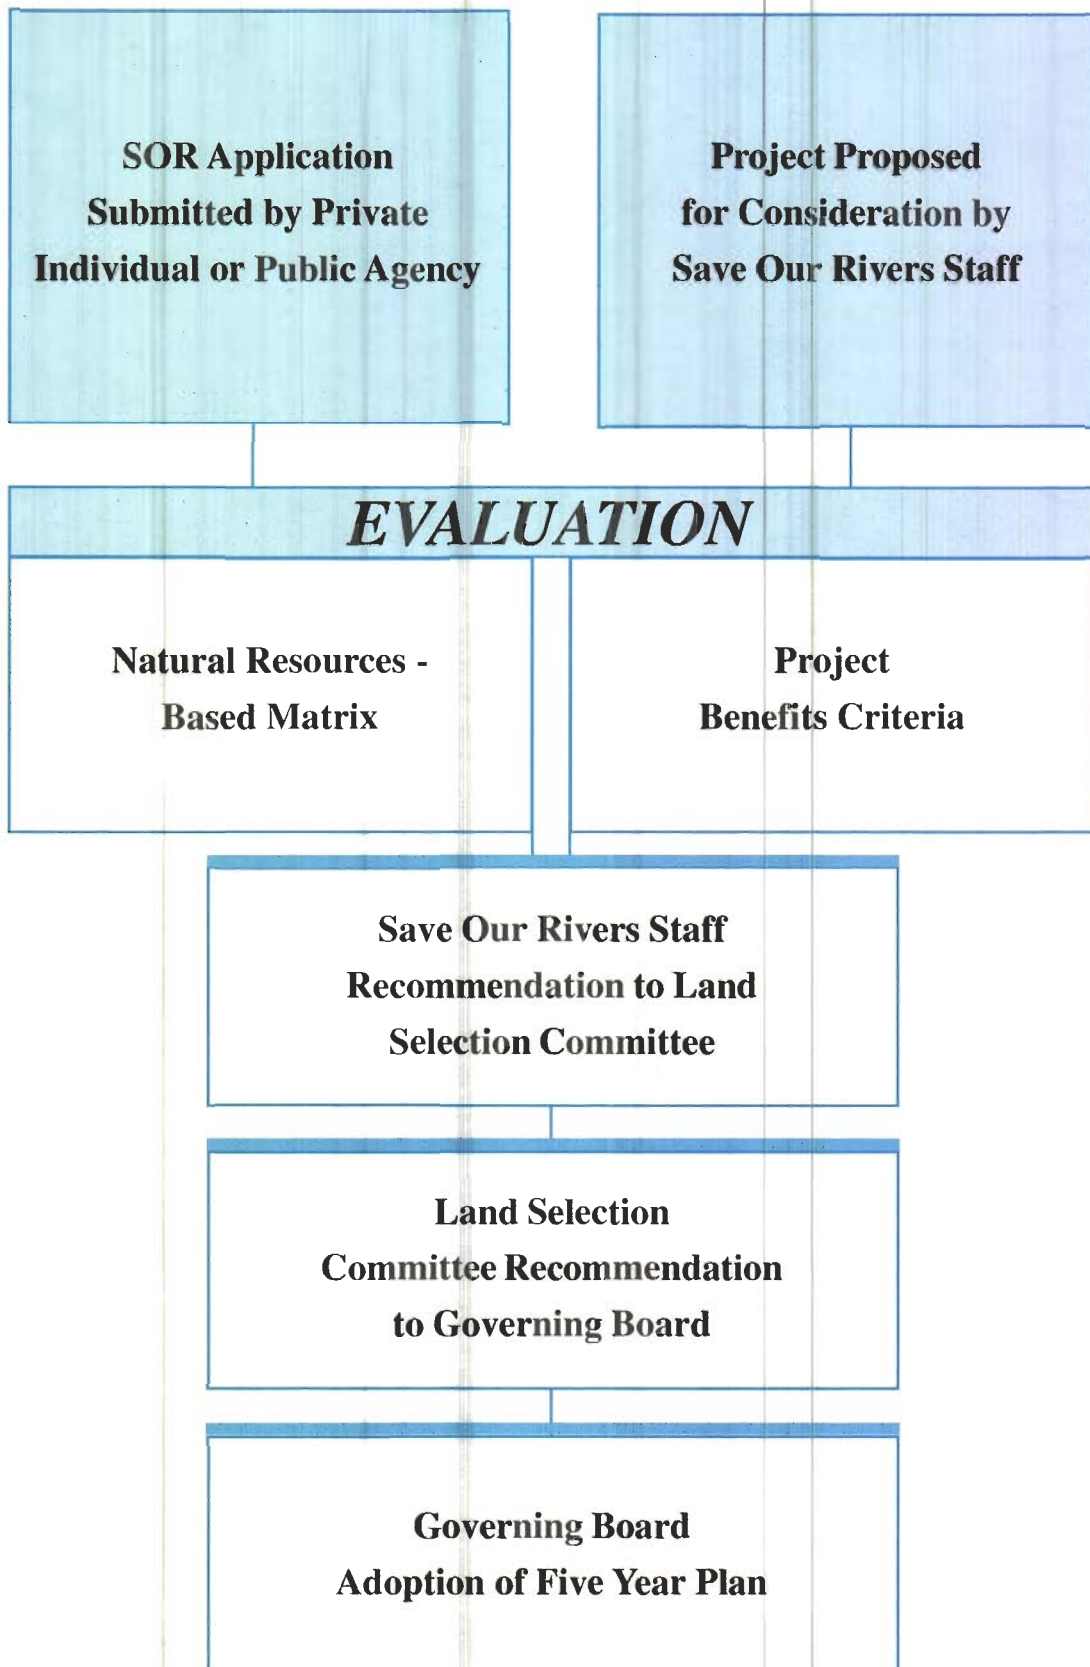 SOR Application
Submitted by Private
Individual or Public Agency
Project Proposed
for Consideration by
Save Our Rivers Staff
EVALUATION
Natural Resources -
Based Matrix
Project
Benefits Criteria
Save Our Rivers Staff
Recommendation to Land
Selection Committee
Land Selection
Committee Recommendation
to Governing Board
Governing Board
Adoption of Five Year Plan